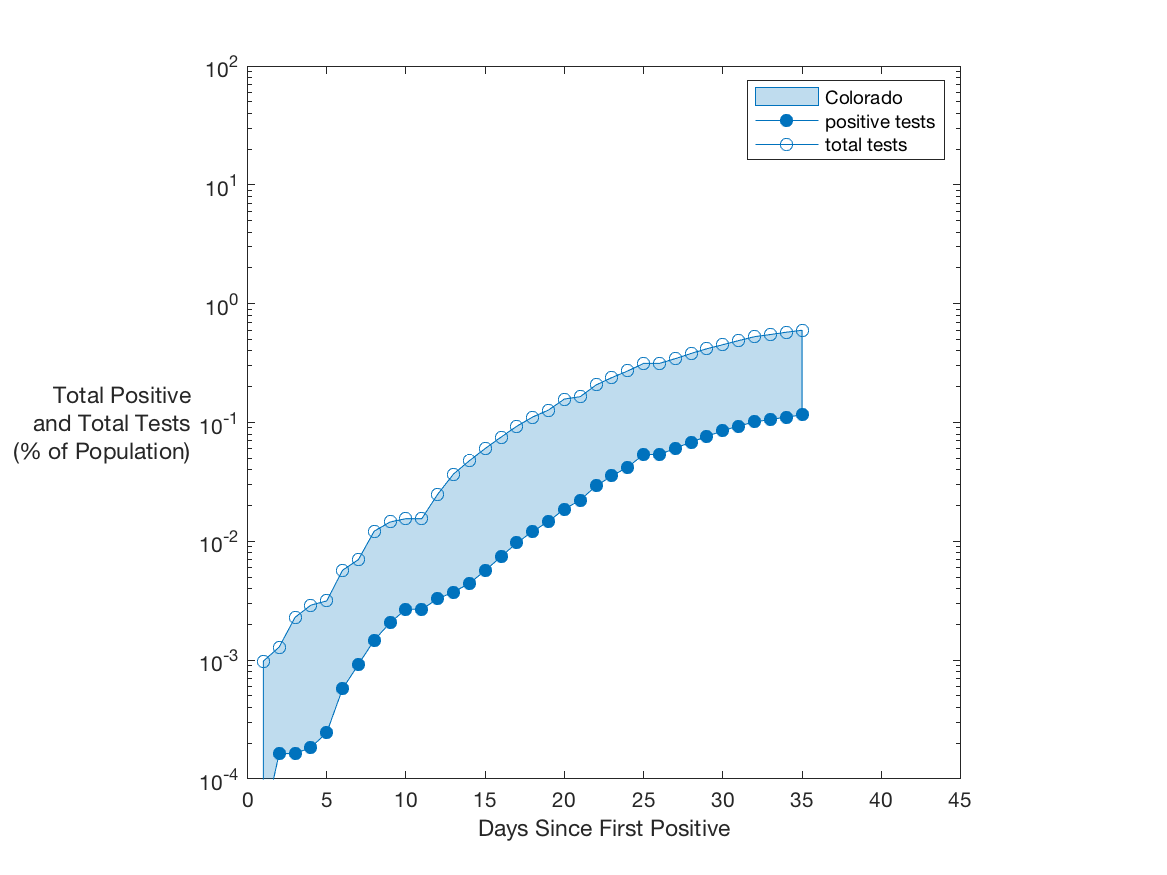 10^2
10^1
10^0
10^-1
10^-2
10^-3
10^-4
Total Positive
and Total Tests
(% of Population)
Colorado
positive tests
total tests
0 5 10 15 20 25 30 35 40 45
Days Since First Positive